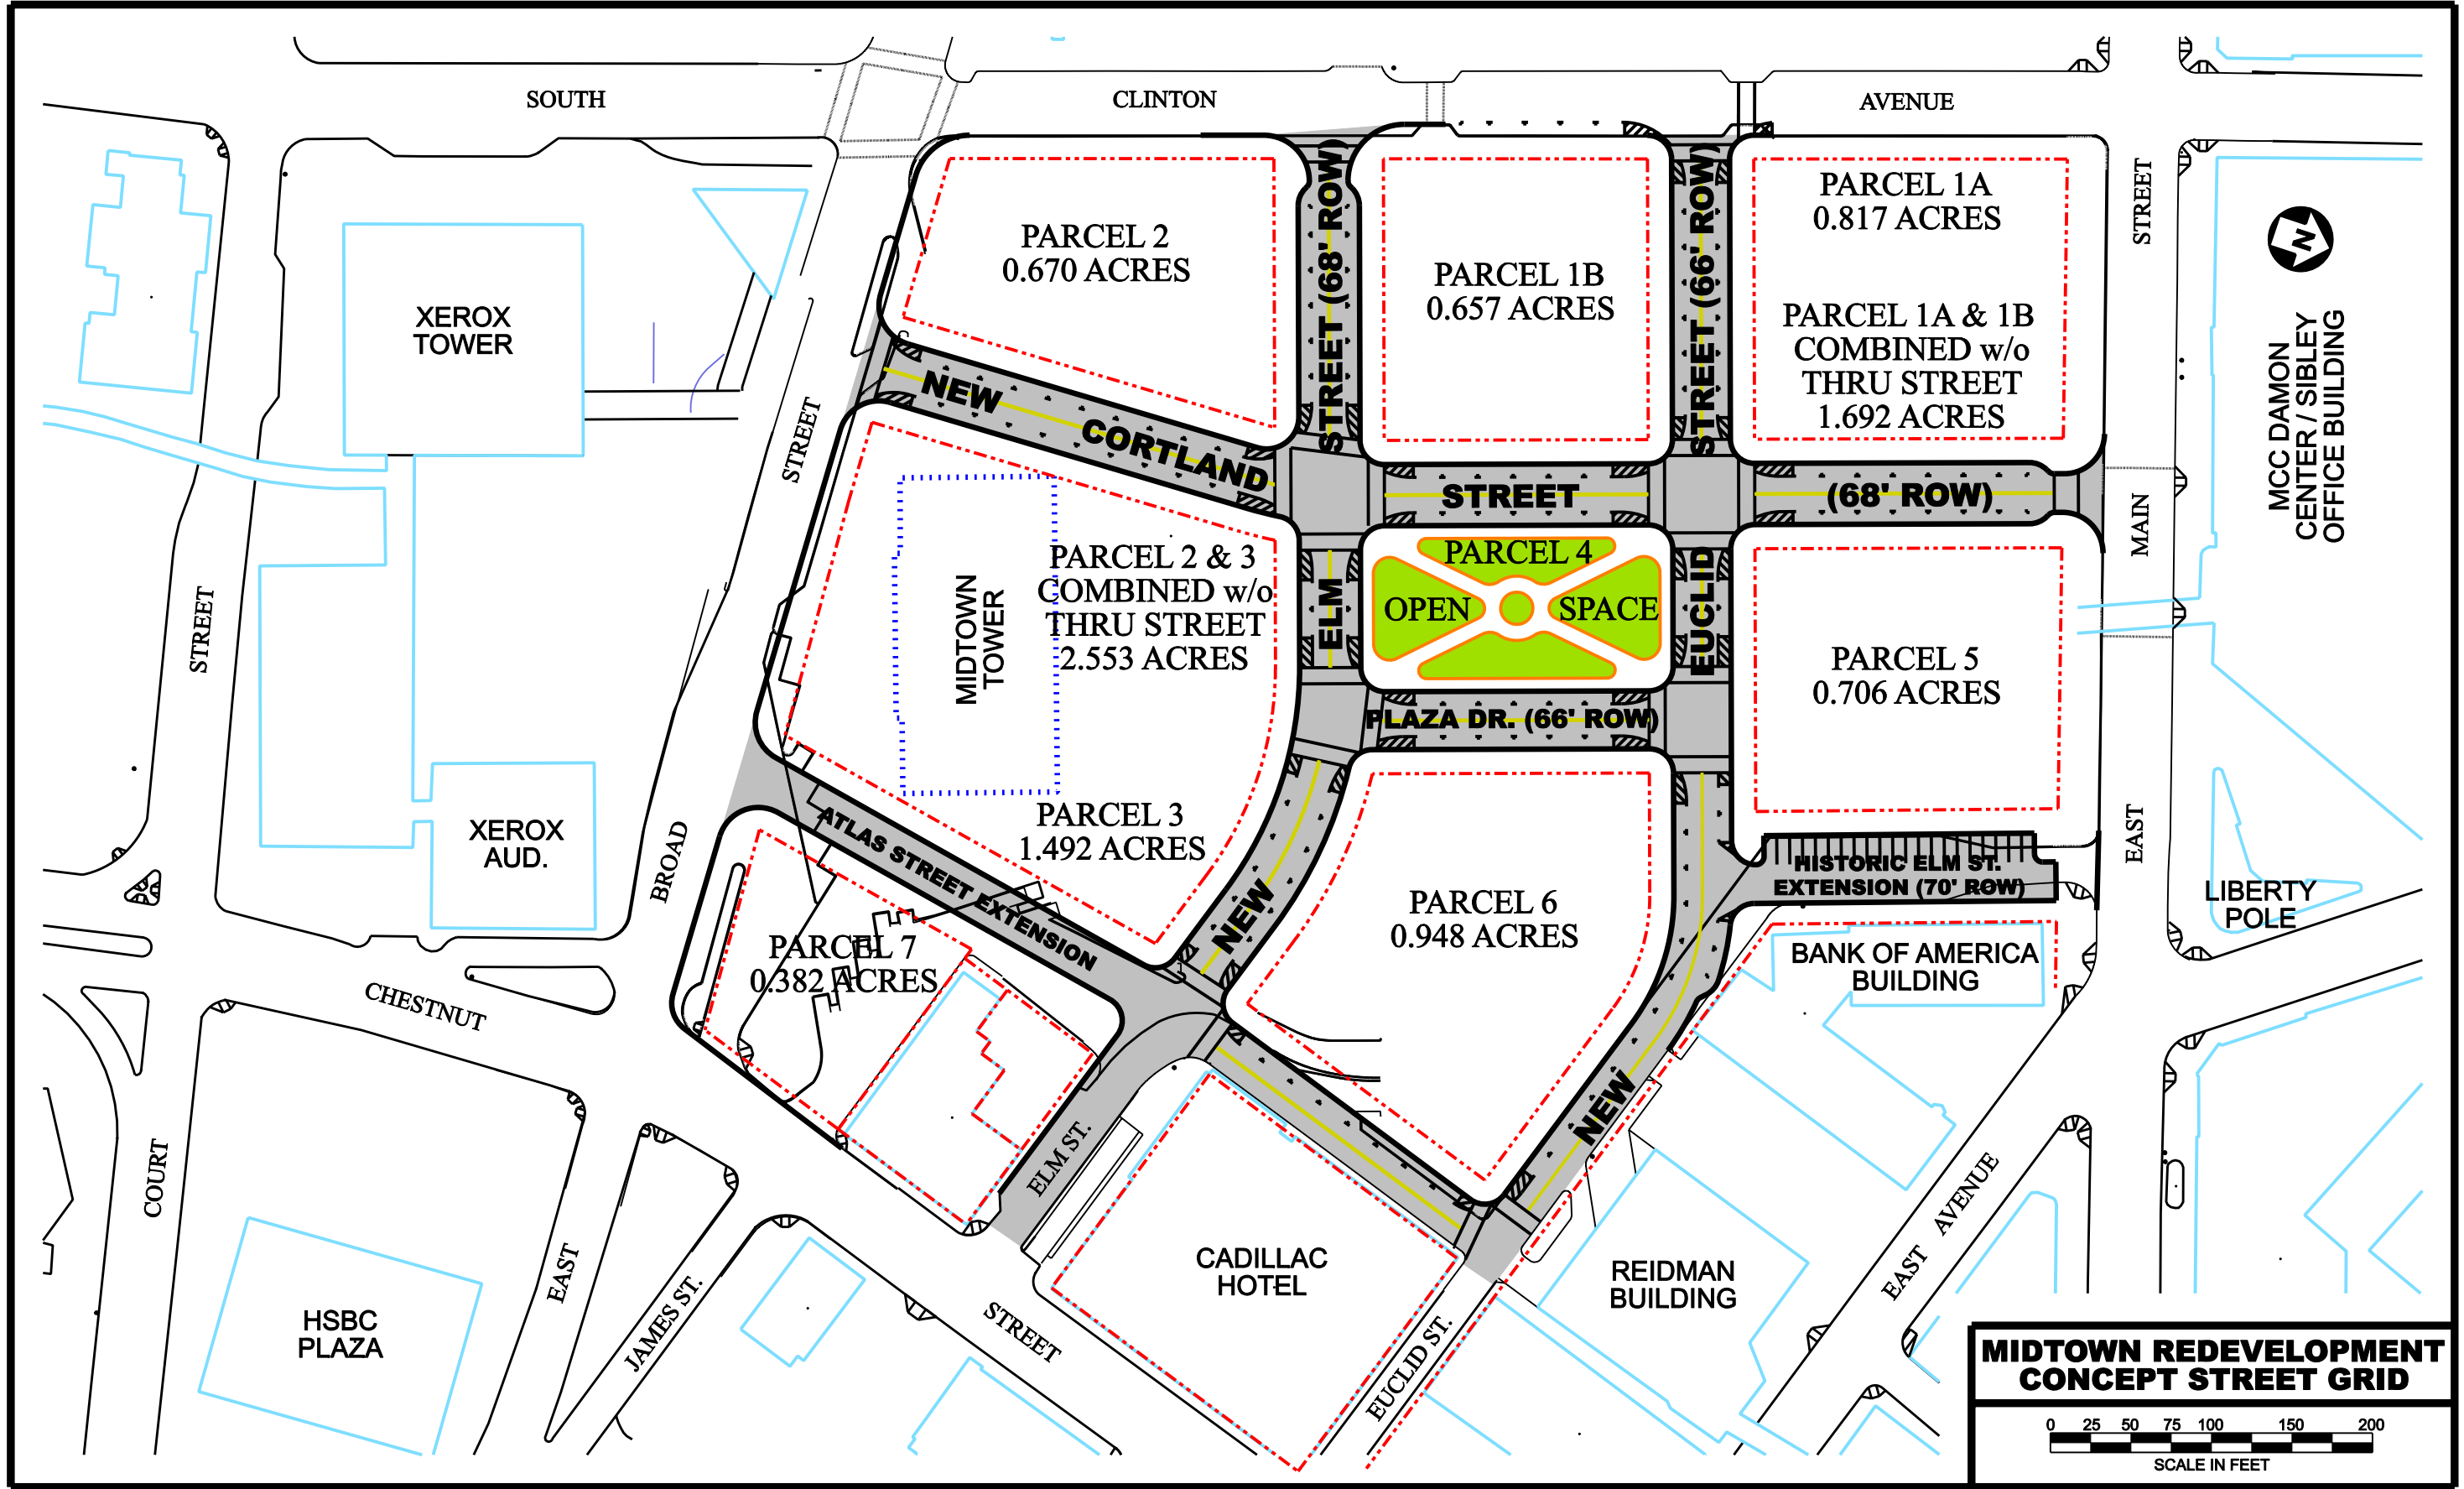 SOUTH
CLINTON
AVENUE
STREET
PARCEL 2
0.670 ACRES
PARCEL 1B
0.657 ACRES
PARCEL 1A
0.817 ACRES
PARCEL 1A & 1B
COMBINED w/o
THRU STREET
1.692 ACRES
STREET (68' ROW)
STREET (66' ROW)
N
MCC DAMON
CENTER / SIBLEY
OFFICE BUILDING
XEROX
TOWER
STREET
NEW
CORTLAND
STREET
(68' ROW)
MAIN
STREET
MIDTOWN
TOWER
PARCEL 2 & 3
COMBINED w/o
THRU STREET
2.553 ACRES
ELM
PARCEL 4
OPEN
SPACE
EUCLID
PARCEL 5
0.706 ACRES
PLAZA DR. (66' ROW)
XEROX
AUD.
BROAD
PARCEL 3
1.492 ACRES
ATLAS STREET EXTENSION
EAST
HISTORIC ELM ST.
EXTENSION (70' ROW)
LIBERTY
POLE
NEW
PARCEL 6
0.948 ACRES
PARCEL 7
0.382 ACRES
BANK OF AMERICA
BUILDING
CHESTNUT
NEW
COURT
ELM ST.
EAST
AVENUE
EAST
JAMES ST.
STREET
HSBC
PLAZA
CADILLAC
HOTEL
REIDMAN
BUILDING
EUCLID ST.
MIDTOWN REDEVELOPMENT
CONCEPT STREET GRID
0 25 50 75 100 150 200
SCALE IN FEET